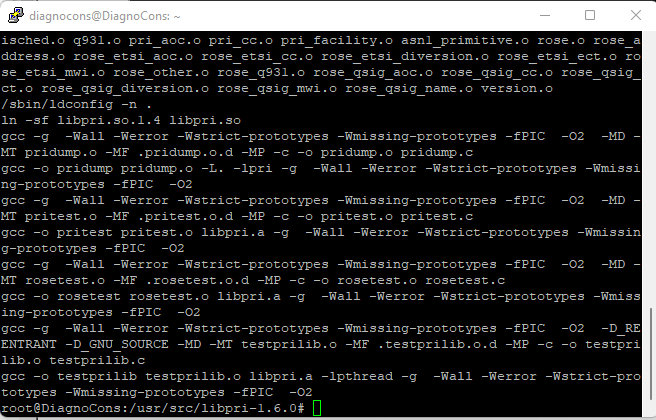 diagnocons@DiagnoCons: ~
isched.o q931.o pri_aoc.o pri_cc.o pri_facility.o asn1_primitive.o rose.o rose_a
ddress.o rose_etsi_aoc.o rose_etsi_cc.o rose_etsi_diversion.o rose_etsi_ect.o ro
se_etsi_mwi.o rose_other.o rose_q931.o rose_qsig_aoc.o rose_qsig_cc.o rose_qsig_
ct.o rose_qsig_diversion.o rose_qsig_mwi.o rose_qsig_name.o version.o
/sbin/ldconfig -n .
ln -sf libpri.so.1.4 libpri.so
gcc -g  -Wall -Werror -Wstrict-prototypes -Wmissing-prototypes -fPIC  -O2  -MD -
MT pridump.o -MF .pridump.o.d -MP -c -o pridump.o pridump.c
gcc -o pridump pridump.o -L. -lpri -g  -Wall -Werror -Wstrict-prototypes -Wmissi
ng-prototypes -fPIC  -O2
gcc -g  -Wall -Werror -Wstrict-prototypes -Wmissing-prototypes -fPIC  -O2  -MD -
MT pritest.o -MF .pritest.o.d -MP -c -o pritest.o pritest.c
gcc -o pritest pritest.o libpri.a -g  -Wall -Werror -Wstrict-prototypes -Wmissin
g-prototypes -fPIC  -O2
gcc -g  -Wall -Werror -Wstrict-prototypes -Wmissing-prototypes -fPIC  -O2  -MD -
MT rosetest.o -MF .rosetest.o.d -MP -c -o rosetest.o rosetest.c
gcc -o rosetest rosetest.o libpri.a -g  -Wall -Werror -Wstrict-prototypes -Wmiss
ing-prototypes -fPIC  -O2
gcc -g  -Wall -Werror -Wstrict-prototypes -Wmissing-prototypes -fPIC  -O2  -D_RE
ENTRANT -D_GNU_SOURCE -MD -MT testprilib.o -MF .testprilib.o.d -MP -c -o testpri
lib.o testprilib.c
gcc -o testprilib testprilib.o libpri.a -lpthread -g  -Wall -Werror -Wstrict-pro
totypes -Wmissing-prototypes -fPIC  -O2
root@DiagnoCons:/usr/src/libpri-1.6.0#